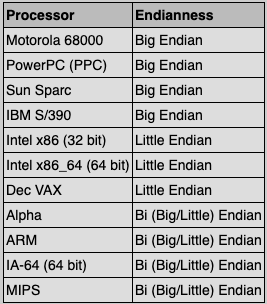 Processor Endianness
Motorola 68000 Big Endian
PowerPC (PPC) Big Endian
Sun Sparc Big Endian
IBM S/390 Big Endian
Intel x86 (32 bit) Little Endian
Intel x86_64 (64 bit) Little Endian
Dec VAX Little Endian
Alpha Bi (Big/Little) Endian
ARM Bi (Big/Little) Endian
IA-64 (64 bit) Bi (Big/Little) Endian
MIPS Bi (Big/Little) Endian